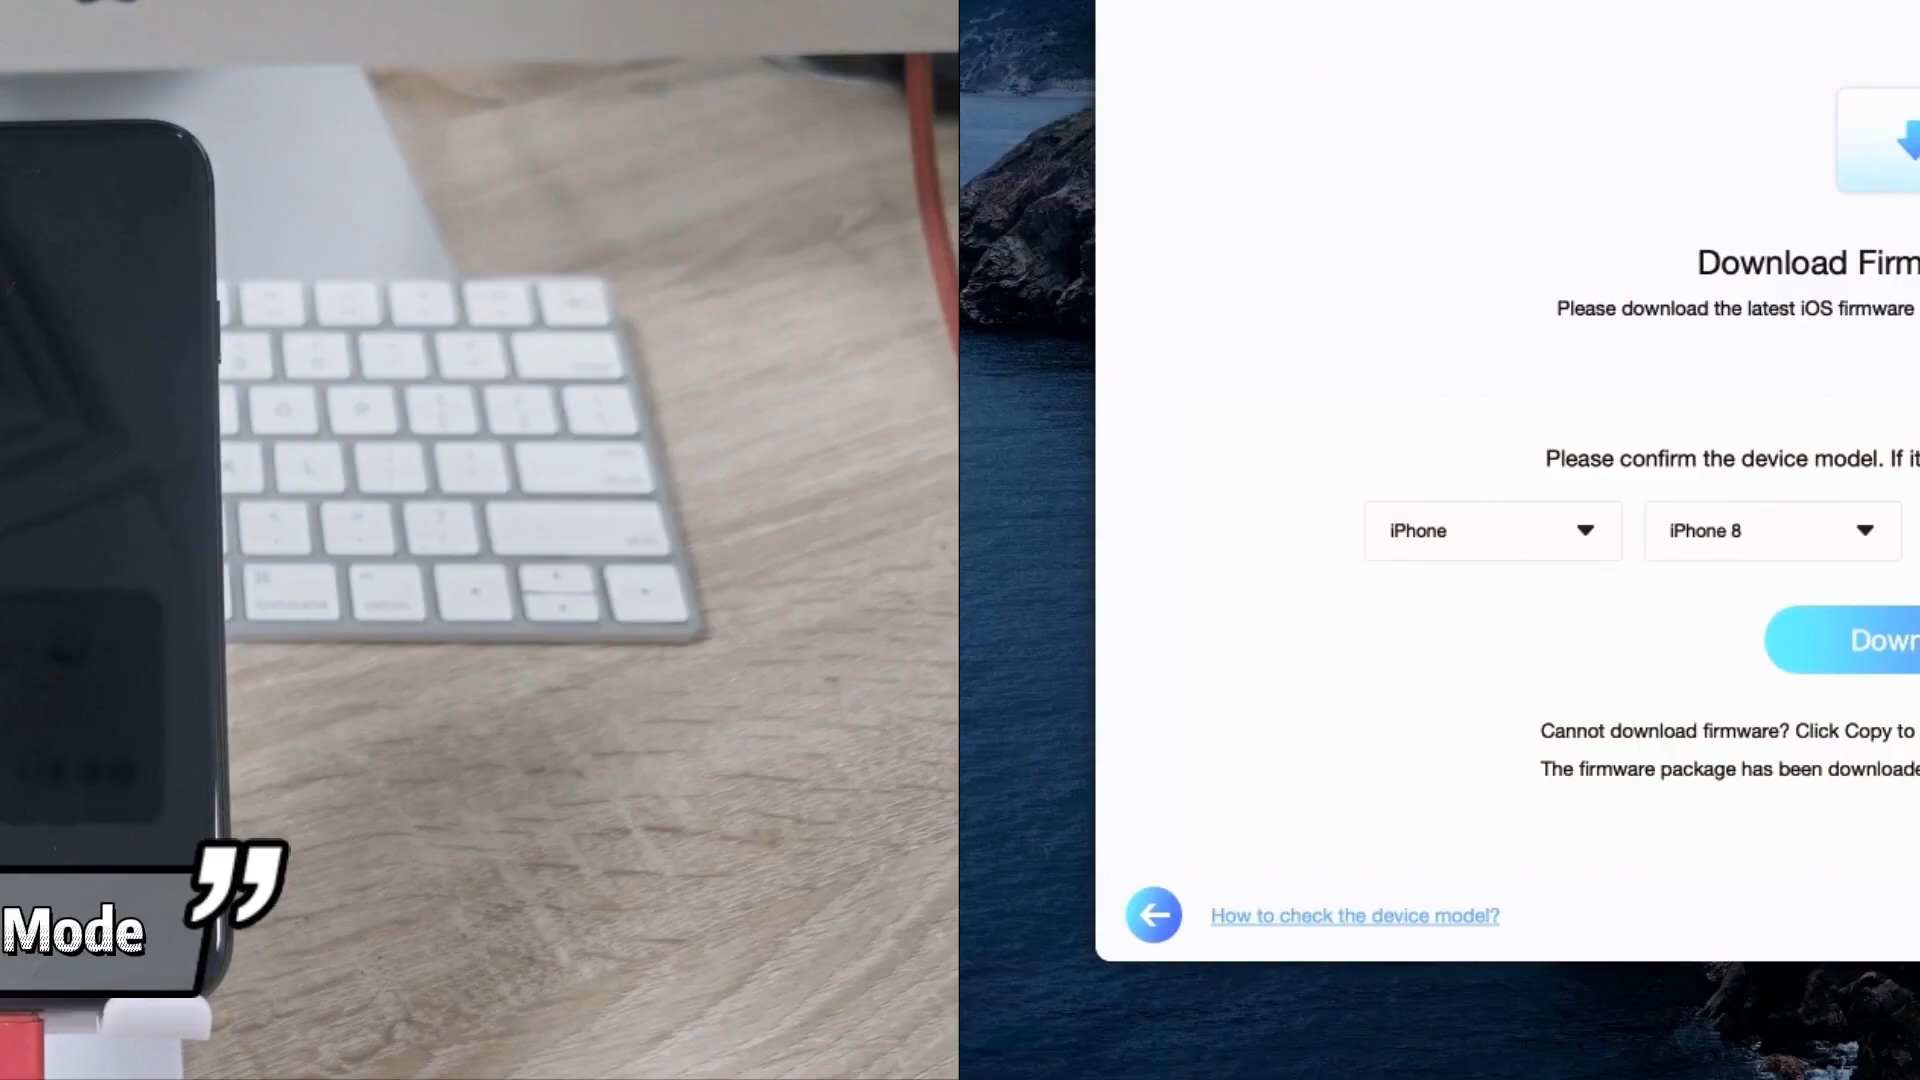 Mode
”
Download Firm
Please download the latest iOS firmware
Please confirm the device model. If it
iPhone
iPhone 8
Down
Cannot download firmware? Click Copy to
The firmware package has been downloade
How to check the device model?